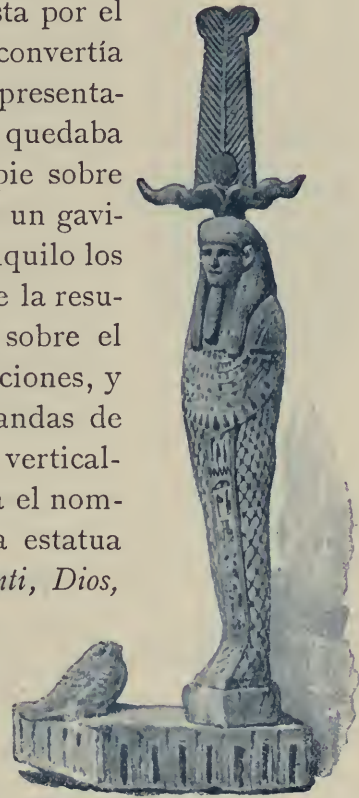 sta por el
convertía
presenta-
quedaba
pie sobre
un gavi-
quilo los
e la resu-
sobre el
ciones, y
andas de
vertical-
a el nom-
a estatua
nti, Dios,